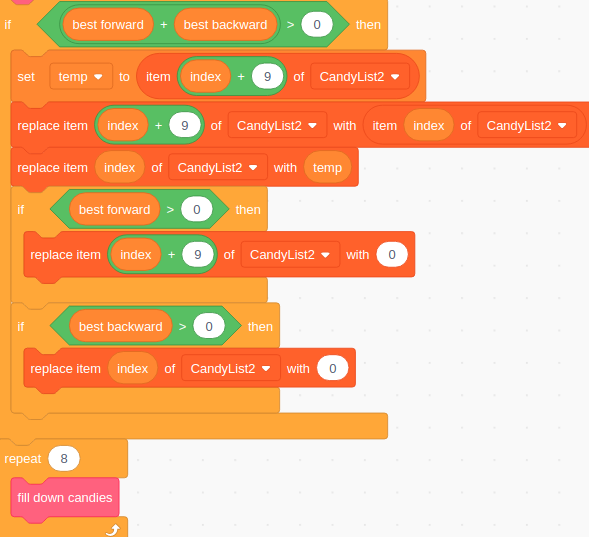 if best forward + best backward > 0 then
set temp to item index + 9 of CandyList2
replace item index + 9 of CandyList2 with item index of CandyList2
replace item index of CandyList2 with temp
if best forward > 0 then
replace item index + 9 of CandyList2 with 0
if best backward > 0 then
replace item index of CandyList2 with 0
repeat 8
fill down candies